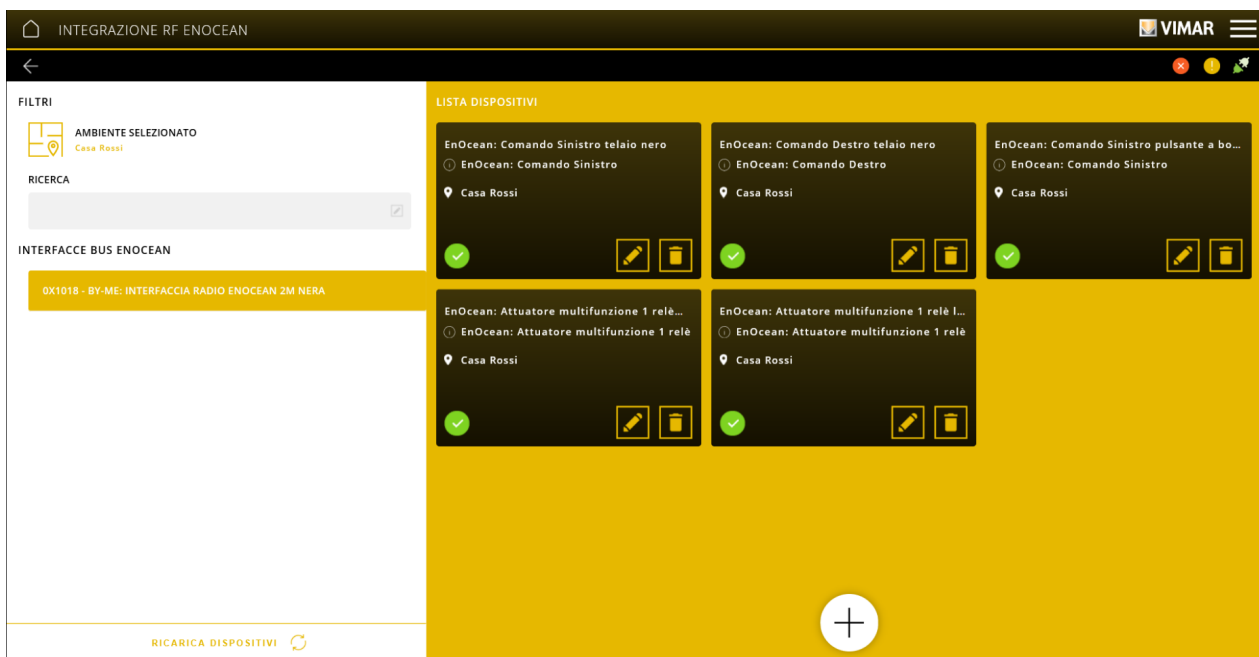 INTEGRAZIONE RF ENOCEAN
VIMAR
FILTRI
AMBIENTE SELEZIONATO
Casa Rossi
RICERCA
INTERFACCE BUS ENOCEAN
0X1018 - BY-ME: INTERFACCIA RADIO ENOCEAN 2M NERA
RICARICA DISPOSITIVI
LISTA DISPOSITIVI
EnOcean: Comando Sinistro telaio nero
EnOcean: Comando Sinistro
Casa Rossi
EnOcean: Comando Destro telaio nero
EnOcean: Comando Destro
Casa Rossi
EnOcean: Comando Sinistro pulsante a bo...
EnOcean: Comando Sinistro
Casa Rossi
EnOcean: Attuatore multifunzione 1 relè...
EnOcean: Attuatore multifunzione 1 relè
Casa Rossi
EnOcean: Attuatore multifunzione 1 relè l...
EnOcean: Attuatore multifunzione 1 relè
Casa Rossi